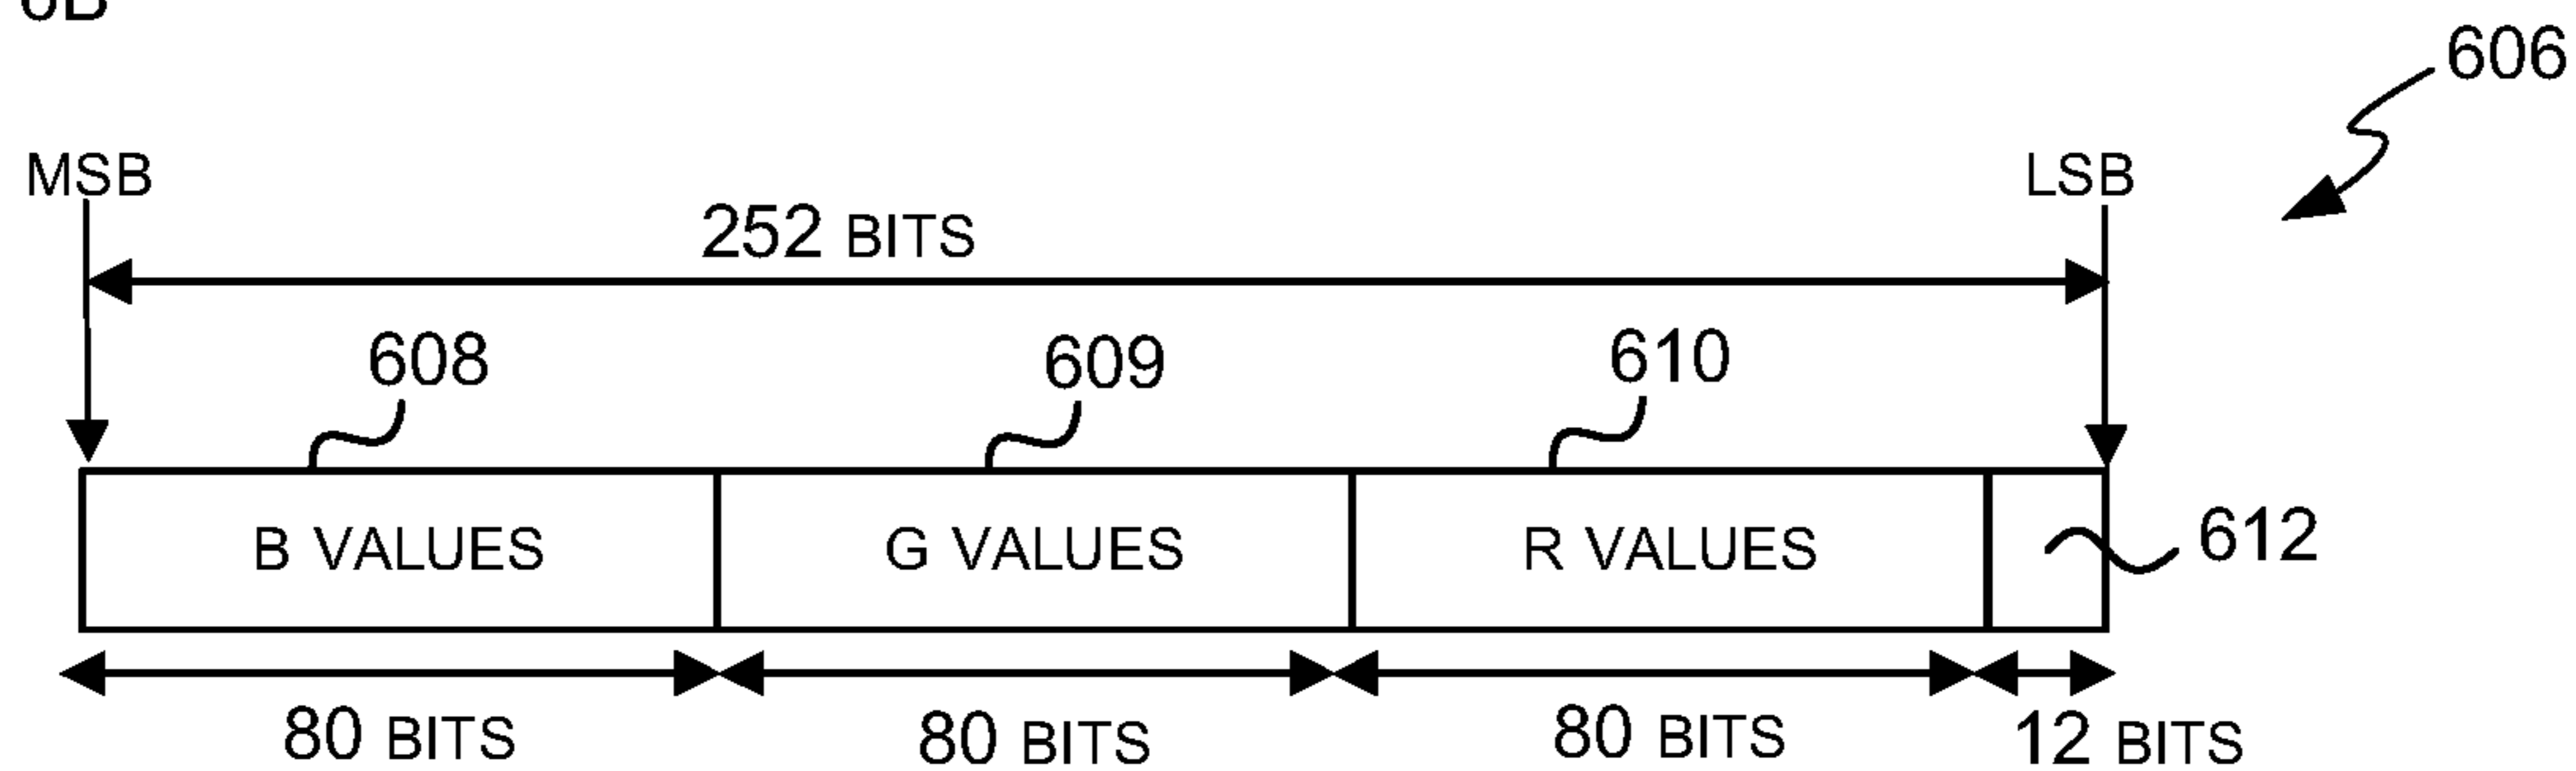 606
MSB
LSB
252 BITS
608
609
610
B VALUES
G VALUES
R VALUES
612
80 BITS
80 BITS
80 BITS
12 BITS